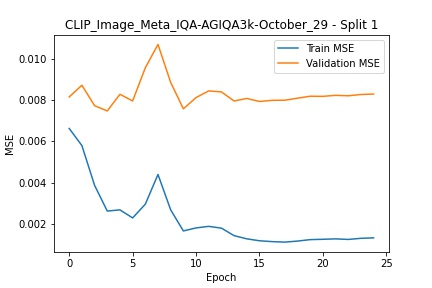 CLIP_Image_Meta_IQA-AGIQA3k-October_29 - Split 1
Train MSE
Validation MSE
0.010
0.008
0.006
0.004
0.002
MSE
0 5 10 15 20 25
Epoch